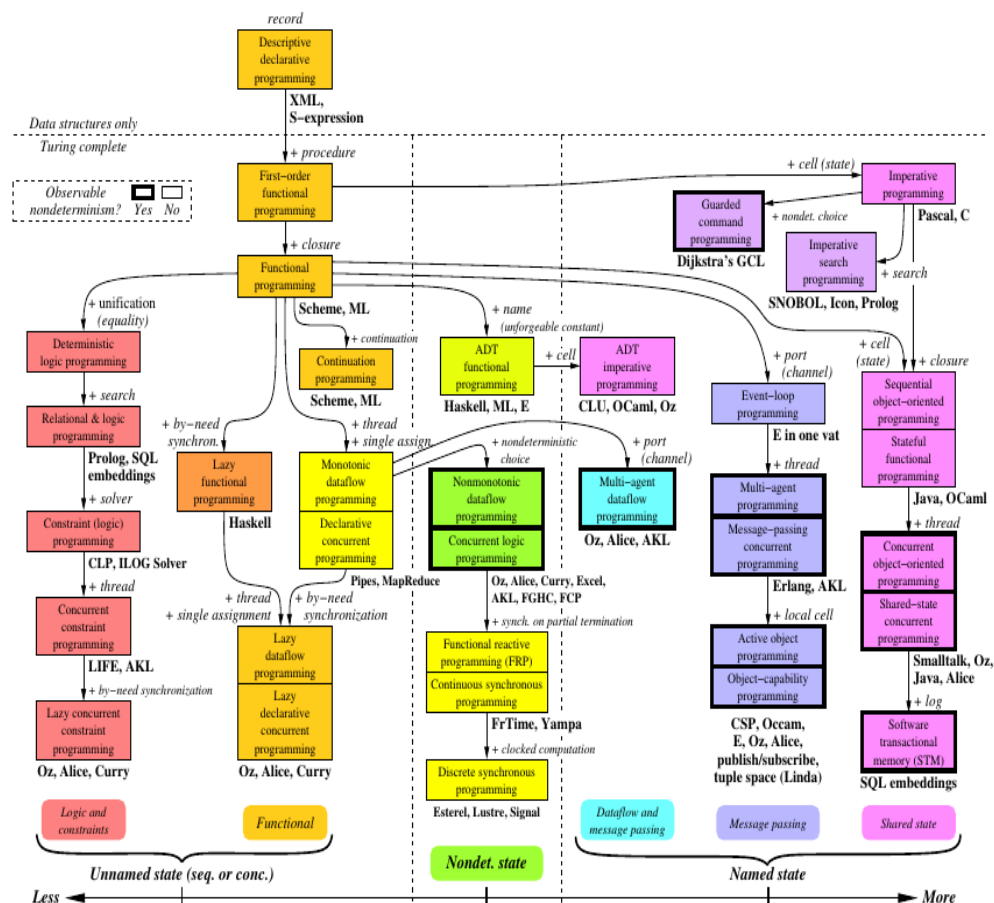 record
Descriptive
declarative
programming
XML,
S−expression
Data structures only
Turing complete
+ procedure
Observable
nondeterminism?
Yes
No
First−order
functional
programming
+ cell (state)
Imperative
programming
Pascal, C
+ nondet. choice
Guarded
command
programming
Dijkstra's GCL
Imperative
search
programming
+ search
SNOBOL, Icon, Prolog
+ closure
Functional
programming
Scheme, ML
+ unification
(equality)
+ continuation
+ name
(unforgeable constant)
+ port
(channel)
+ cell
(state)
+ closure
Deterministic
logic programming
Continuation
programming
Scheme, ML
ADT
functional
programming
Haskell, ML, E
+ cell
ADT
imperative
programming
CLU, OCaml, Oz
Event−loop
programming
E in one vat
Sequential
object−oriented
programming
Stateful
functional
programming
Java, OCaml
+ search
Relational & logic
programming
Prolog, SQL
embeddings
+ by−need
synchron.
+ thread
+ single assign.
+ nondeterministic
choice
+ port
(channel)
+ thread
Lazy
functional
programming
Haskell
Monotonic
dataflow
programming
Declarative
concurrent
programming
Pipes, MapReduce
Nonmonotonic
dataflow
programming
Concurrent logic
programming
Oz, Alice, Curry, Excel,
AKL, FGHC, FCP
Multi−agent
dataflow
programming
Oz, Alice, AKL
Multi−agent
programming
Message−passing
concurrent
programming
Erlang, AKL
+ thread
Concurrent
object−oriented
programming
Shared−state
concurrent
programming
Smalltalk, Oz,
Java, Alice
+ solver
Constraint (logic)
programming
CLP, ILOG Solver
+ thread
Concurrent
constraint
programming
LIFE, AKL
+ by−need synchronization
Lazy concurrent
constraint
programming
Oz, Alice, Curry
+ thread
+ single assignment
+ by−need
synchronization
Lazy
dataflow
programming
Lazy
declarative
concurrent
programming
Oz, Alice, Curry
+ synch. on partial termination
Functional reactive
programming (FRP)
Continuous synchronous
programming
FrTime, Yampa
+ clocked computation
Discrete synchronous
programming
Esterel, Lustre, Signal
+ local cell
Active object
programming
Object−capability
programming
CSP, Occam,
E, Oz, Alice,
publish/subscribe,
tuple space (Linda)
+ log
Software
transactional
memory (STM)
SQL embeddings
Logic and
constraints
Functional
Dataflow and
message passing
Message passing
Shared state
Unnamed state (seq. or conc.)
Nondet. state
Named state
Less
More